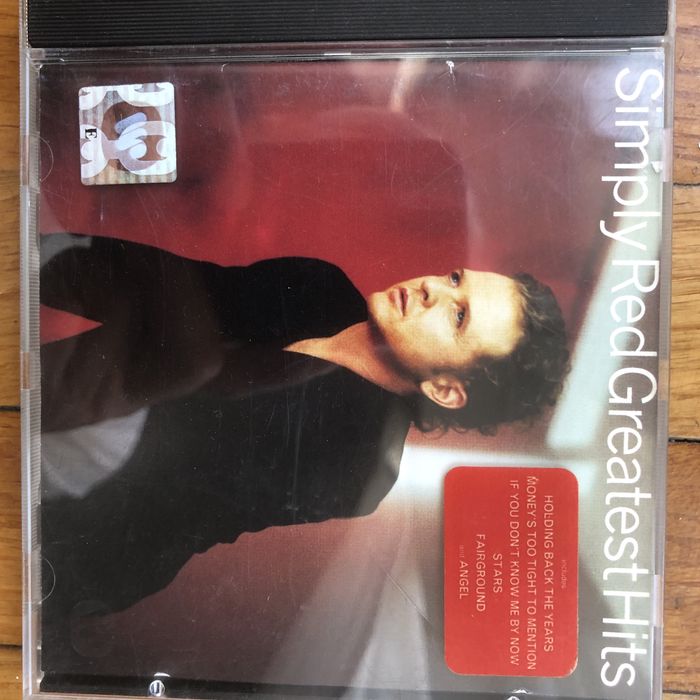 Simply Red Greatest Hits
E
includes
HOLDING BACK THE YEARS
MONEY'S TOO TIGHT TO MENTION
IF YOU DON'T KNOW ME BY NOW
STARS
FAIRGROUND
and ANGEL